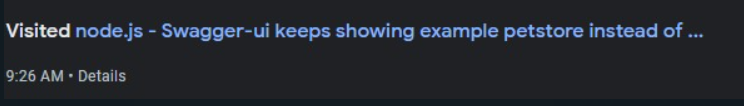 Visited node.js - Swagger-ui keeps showing example petstore instead of ...
9:26 AM • Details